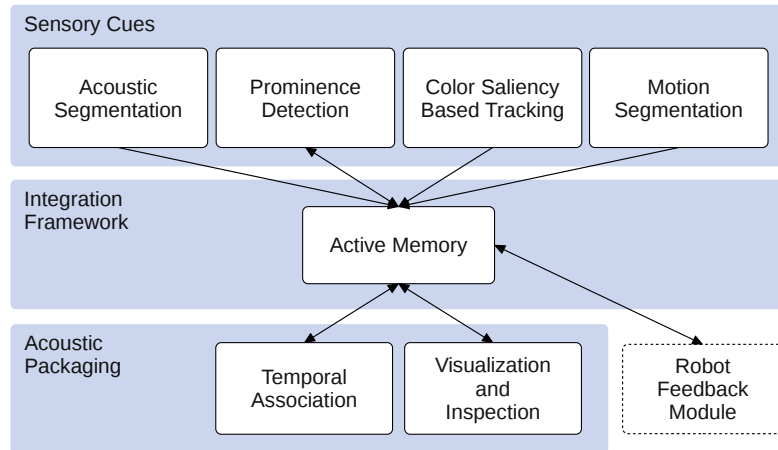 Sensory Cues
Acoustic
Segmentation
Prominence
Detection
Color Saliency
Based Tracking
Motion
Segmentation
Integration
Framework
Active Memory
Acoustic
Packaging
Temporal
Association
Visualization
and
Inspection
Robot
Feedback
Module